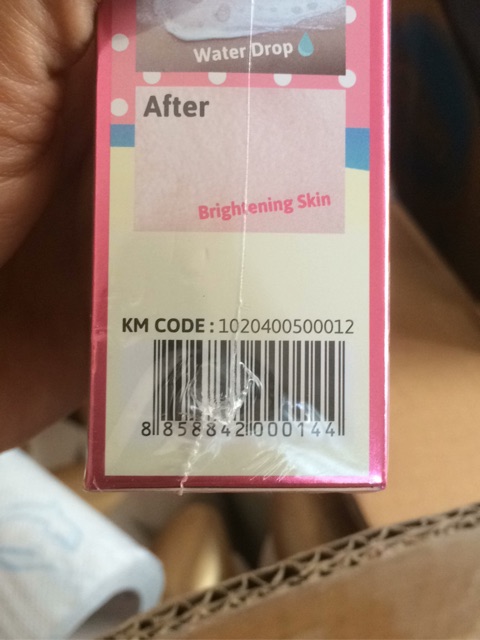 Water Drop
After
Brightening Skin
KM CODE : 1020400500012
8 858842 000144